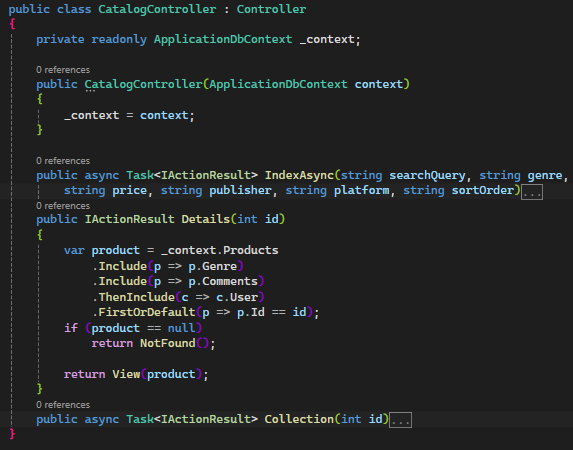 public class CatalogController : Controller
{
    private readonly ApplicationDbContext _context;
    0 references
    public CatalogController(ApplicationDbContext context)
    {
        _context = context;
    }
    0 references
    public async Task<IActionResult> IndexAsync(string searchQuery, string genre,
        string price, string publisher, string platform, string sortOrder)...
    0 references
    public IActionResult Details(int id)
    {
        var product = _context.Products
            .Include(p => p.Genre)
            .Include(p => p.Comments)
            .ThenInclude(c => c.User)
            .FirstOrDefault(p => p.Id == id);
        if (product == null)
            return NotFound();
        return View(product);
    }
    0 references
    public async Task<IActionResult> Collection(int id)...
}